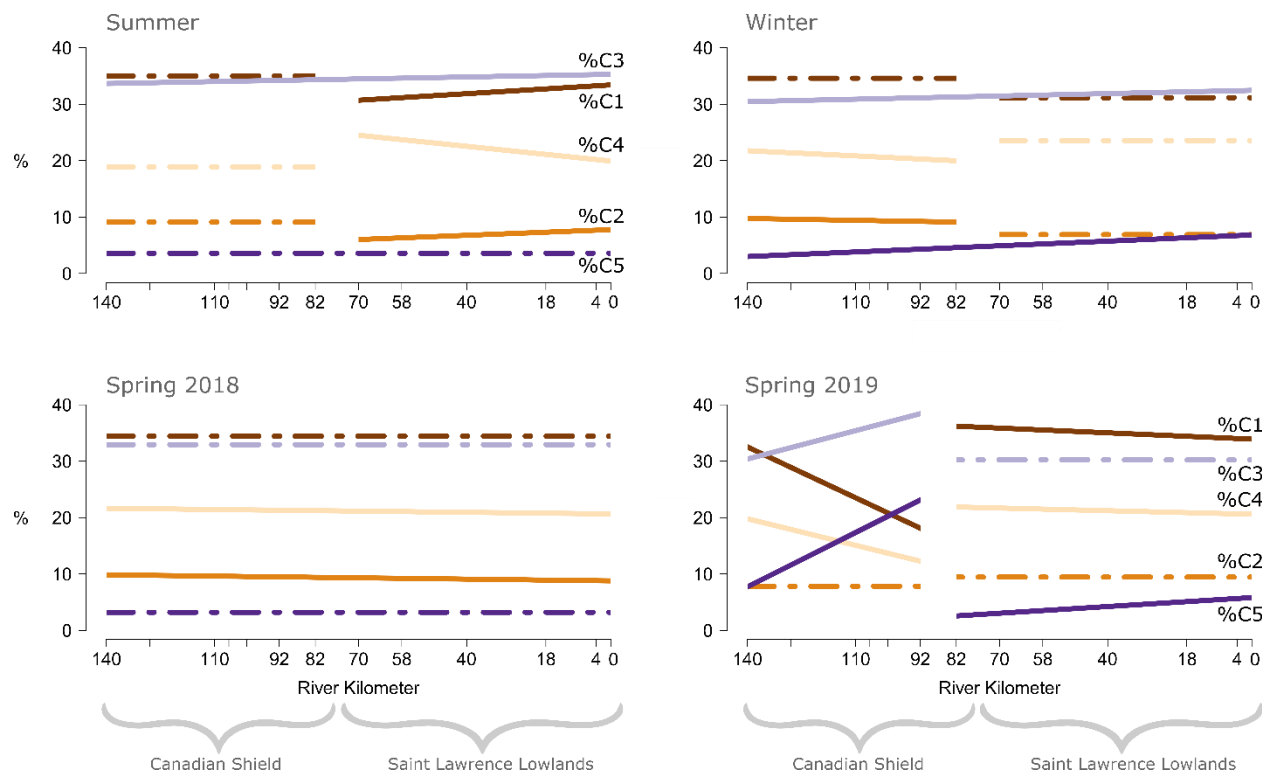 Summer
40
30
20
10
0
%
%C3
%C1
%C4
%C2
%C5
140 110 92 82 70 58 40 18 4 0
Winter
40
30
20
10
0
140 110 92 82 70 58 40 18 4 0
Spring 2018
40
30
20
10
0
%
140 110 92 82 70 58 40 18 4 0
River Kilometer
Canadian Shield Saint Lawrence Lowlands
Spring 2019
40
30
20
10
0
%C1
%C3
%C4
%C2
%C5
140 110 92 82 70 58 40 18 4 0
River Kilometer
Canadian Shield Saint Lawrence Lowlands